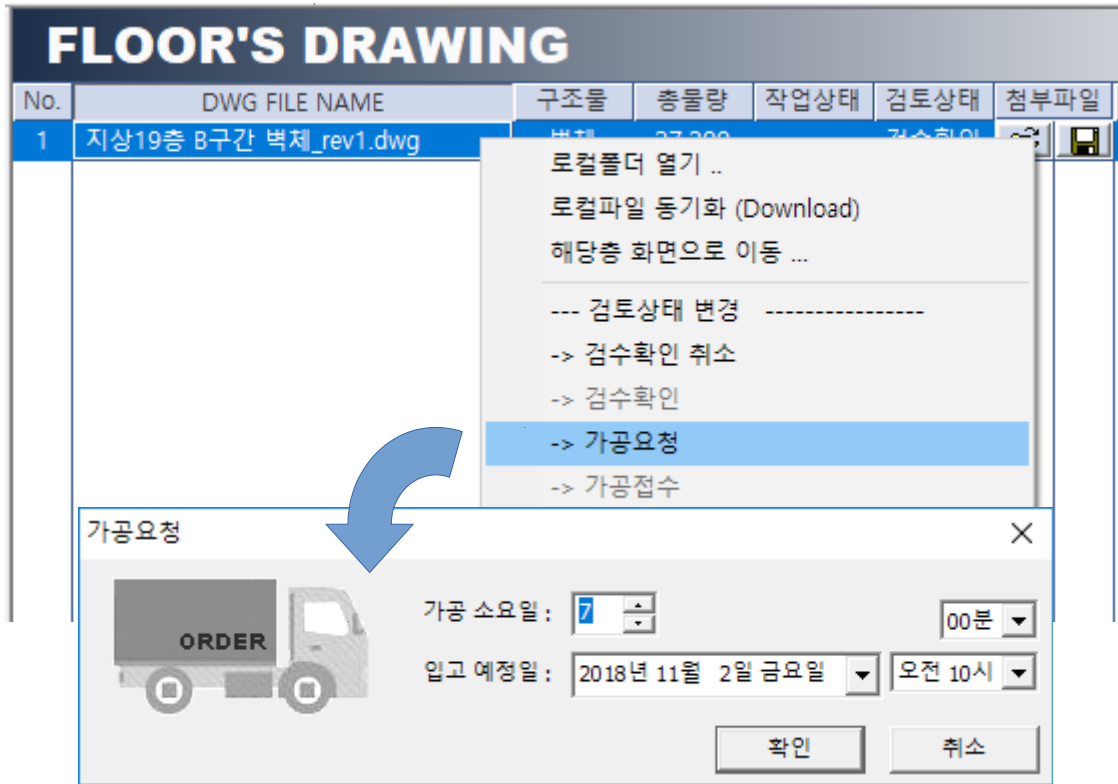 FLOOR'S DRAWING
No. DWG FILE NAME 구조물 총물량 작업상태 검토상태 첨부파일
1 지상19층 B구간 벽체_rev1.dwg
로컬폴더 열기 ..
로컬파일 동기화 (Download)
해당층 화면으로 이동 ...
--- 검토상태 변경 ----------------
-> 검수확인 취소
-> 검수확인
-> 가공요청
-> 가공접수
가공요청
ORDER
가공 소요일 : 7 00분
입고 예정일 : 2018년 11월 2일 금요일 오전 10시
확인 취소